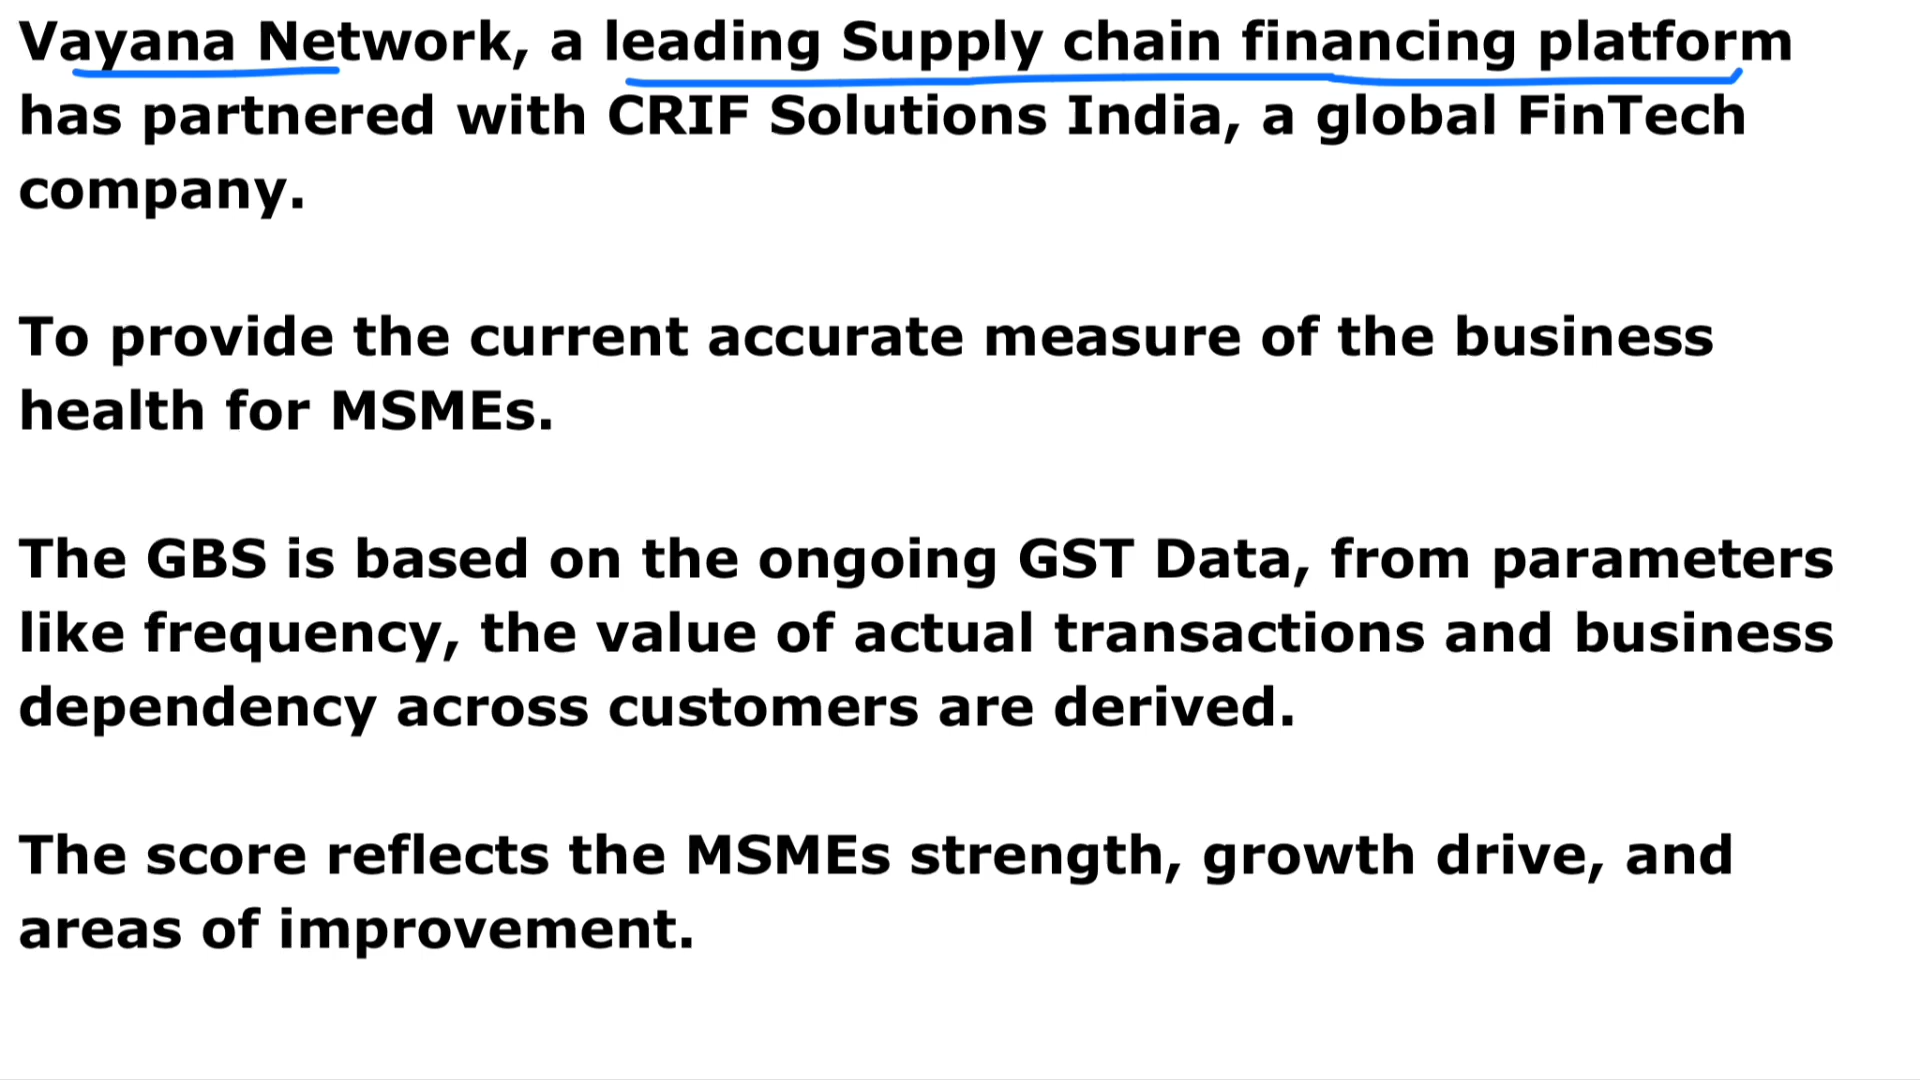 Vayana Network, a leading Supply chain financing platform
has partnered with CRIF Solutions India, a global FinTech
company.
To provide the current accurate measure of the business
health for MSMEs.
The GBS is based on the ongoing GST Data, from parameters
like frequency, the value of actual transactions and business
dependency across customers are derived.
The score reflects the MSMEs strength, growth drive, and
areas of improvement.